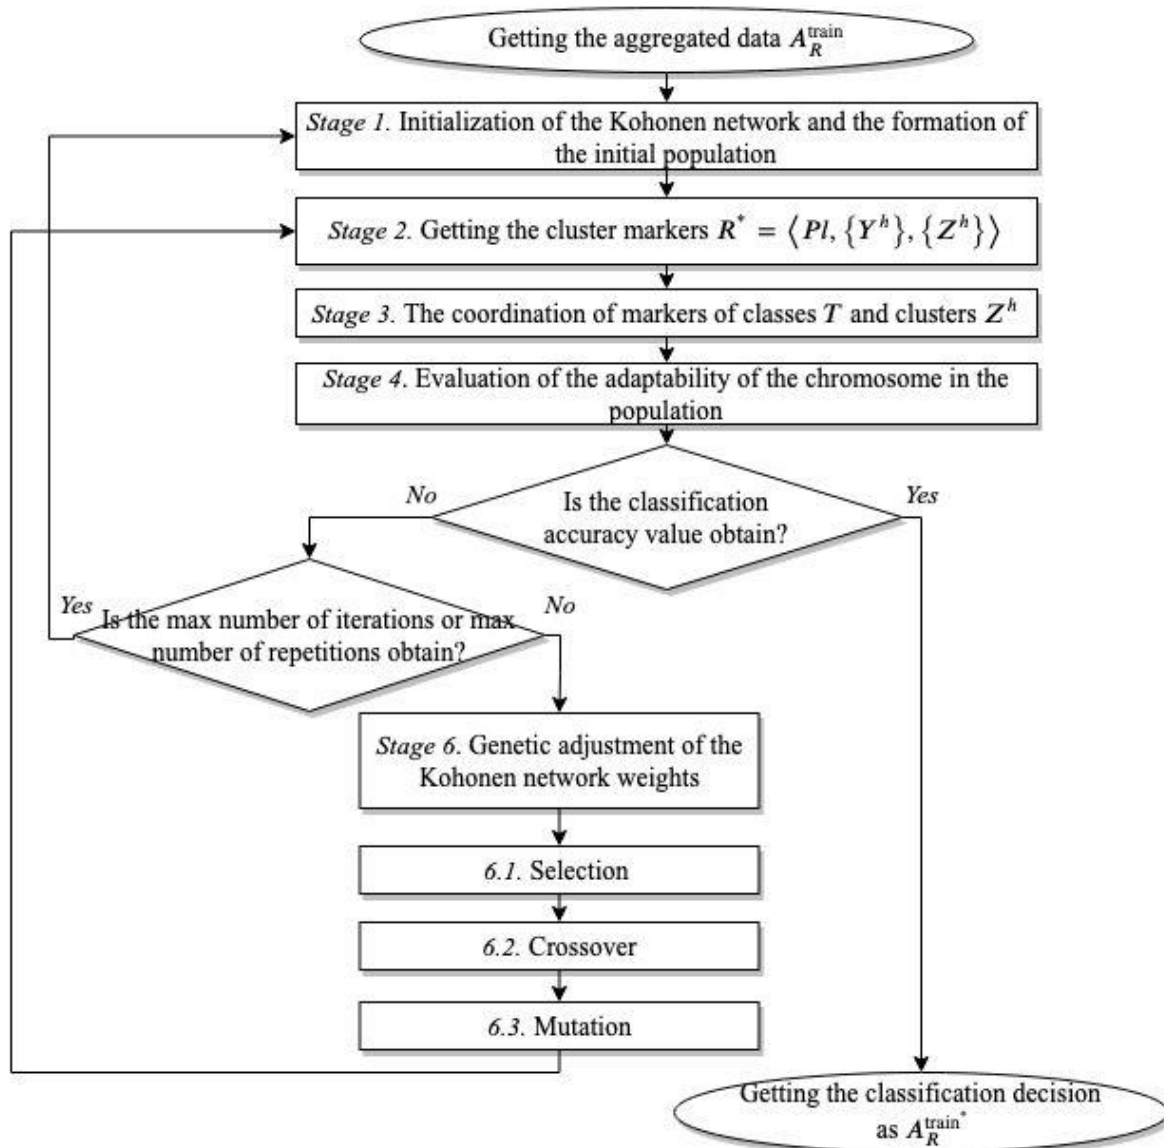 Getting the aggregated data $A_R^{\text{train}}$
Stage 1. Initialization of the Kohonen network and the formation of
the initial population
Stage 2. Getting the cluster markers $R^* = \langle Pl, \{Y^h\}, \{Z^h\} \rangle$
Stage 3. The coordination of markers of classes $T$ and clusters $Z^h$
Stage 4. Evaluation of the adaptability of the chromosome in the
population
No
Yes
Is the classification
accuracy value obtain?
Yes
No
Is the max number of iterations or max
number of repetitions obtain?
Stage 6. Genetic adjustment of the
Kohonen network weights
6.1. Selection
6.2. Crossover
6.3. Mutation
Getting the classification decision
as $A_R^{\text{train}^*}$